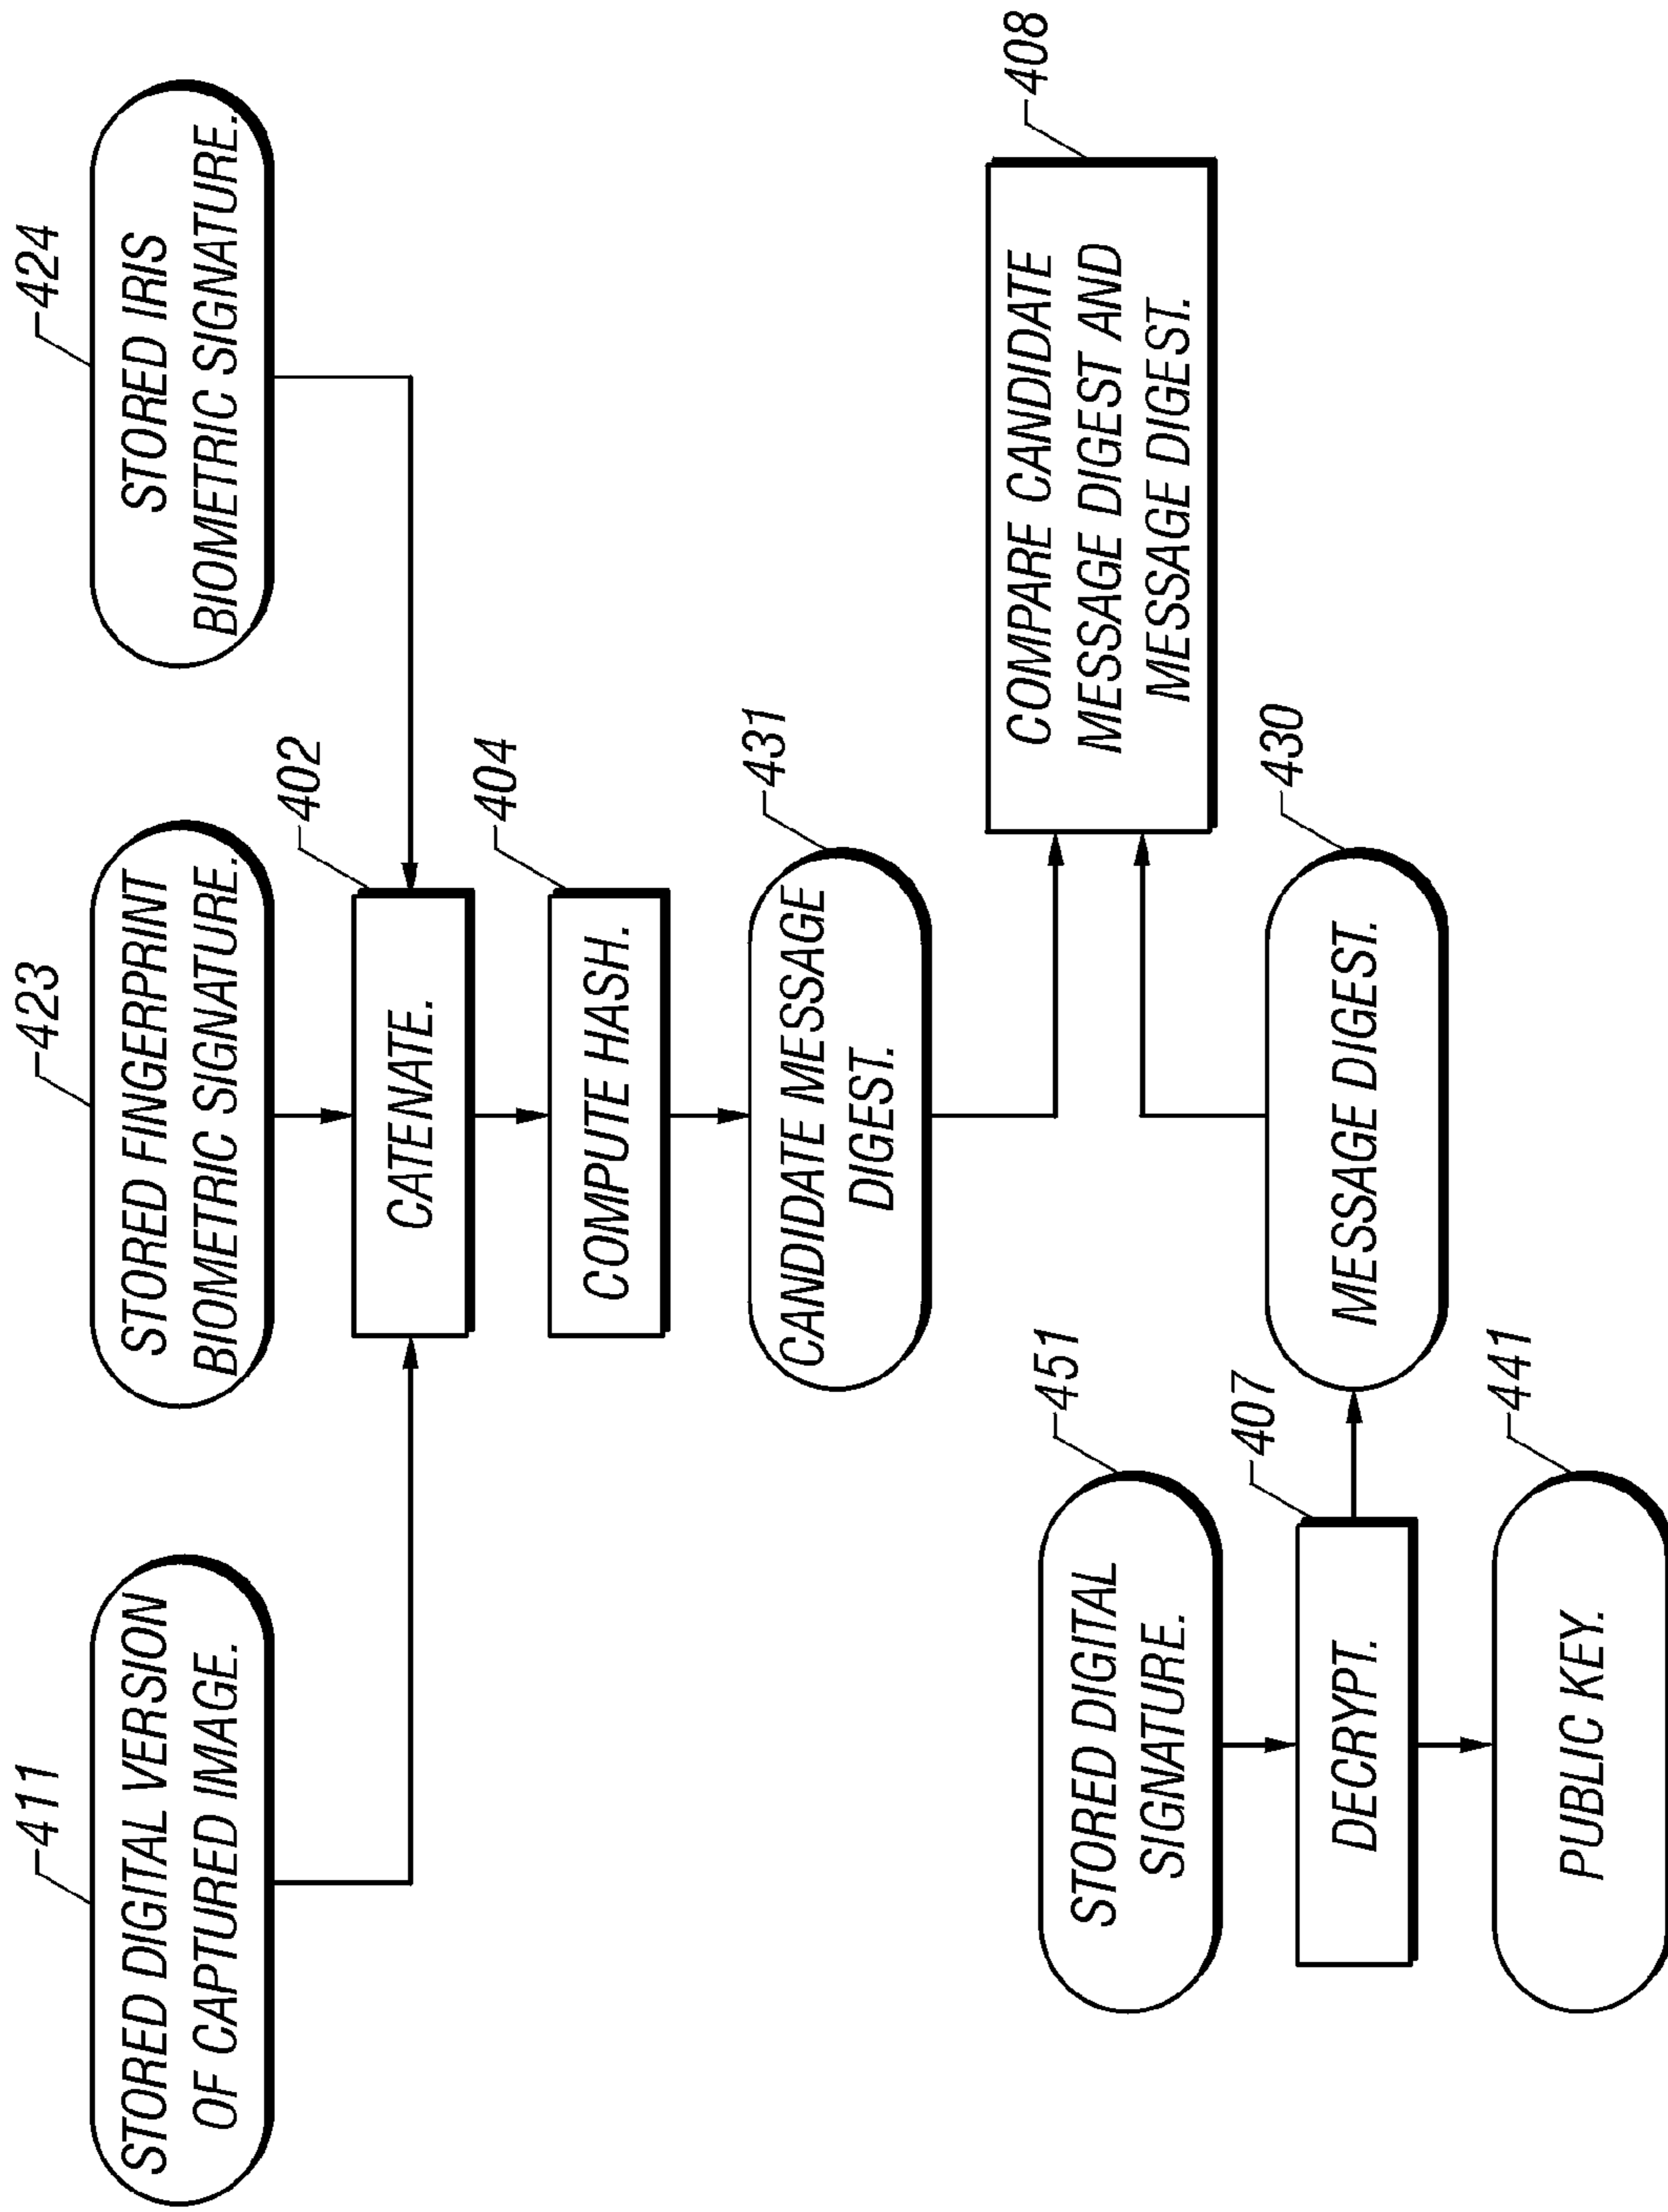 411
STORED DIGITAL VERSION
OF CAPTURED IMAGE.
423
STORED FINGERPRINT
BIOMETRIC SIGNATURE.
424
STORED IRIS
BIOMETRIC SIGNATURE.
402
CATENATE.
404
COMPUTE HASH.
431
CANDIDATE MESSAGE
DIGEST.
408
COMPARE CANDIDATE
MESSAGE DIGEST AND
MESSAGE DIGEST.
451
STORED DIGITAL
SIGNATURE.
407
DECRYPT.
430
MESSAGE DIGEST.
441
PUBLIC KEY.